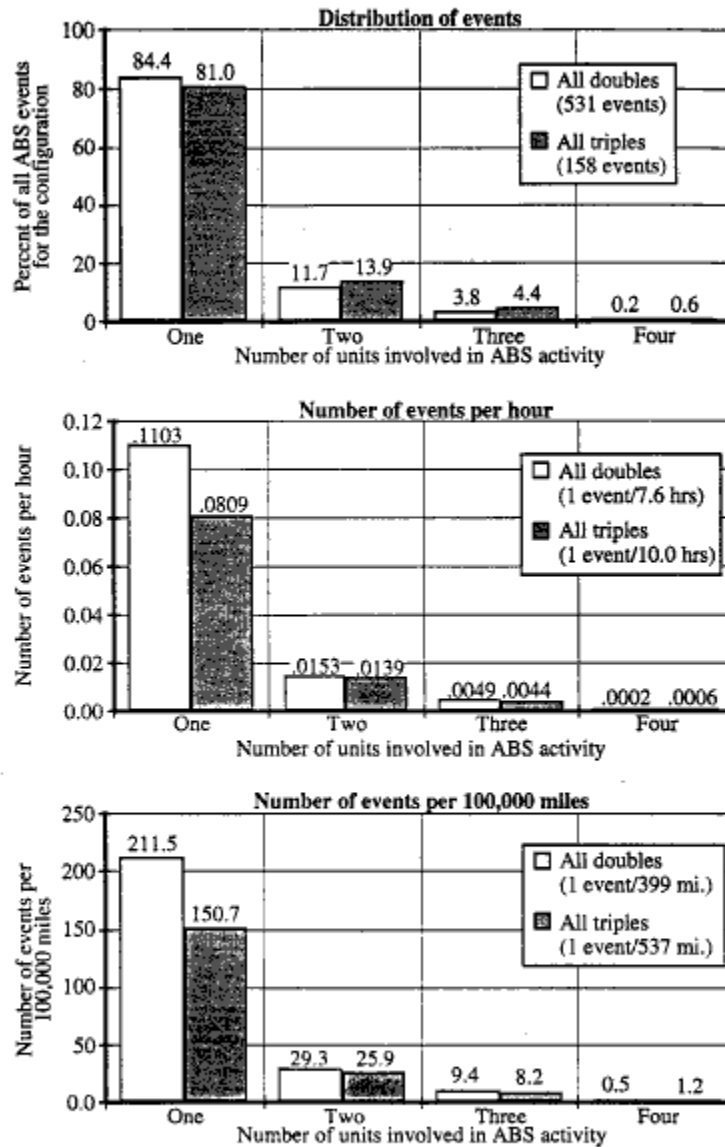 Distribution of events
Percent of all ABS events
for the configuration
100
80
60
40
20
0
84.4
81.0
11.7
13.9
3.8
4.4
0.2
0.6
All doubles
(531 events)
All triples
(158 events)
One
Two
Three
Four
Number of units involved in ABS activity
Number of events per hour
Number of events per hour
0.12
0.10
0.08
0.06
0.04
0.02
0.00
.1103
.0809
.0153
.0139
.0049
.0044
.0002
.0006
All doubles
(1 event/7.6 hrs)
All triples
(1 event/10.0 hrs)
One
Two
Three
Four
Number of units involved in ABS activity
Number of events per 100,000 miles
Number of events per
100,000 miles
250
200
150
100
50
0.0
211.5
150.7
29.3
25.9
9.4
8.2
0.5
1.2
All doubles
(1 event/399 mi.)
All triples
(1 event/537 mi.)
One
Two
Three
Four
Number of units involved in ABS activity